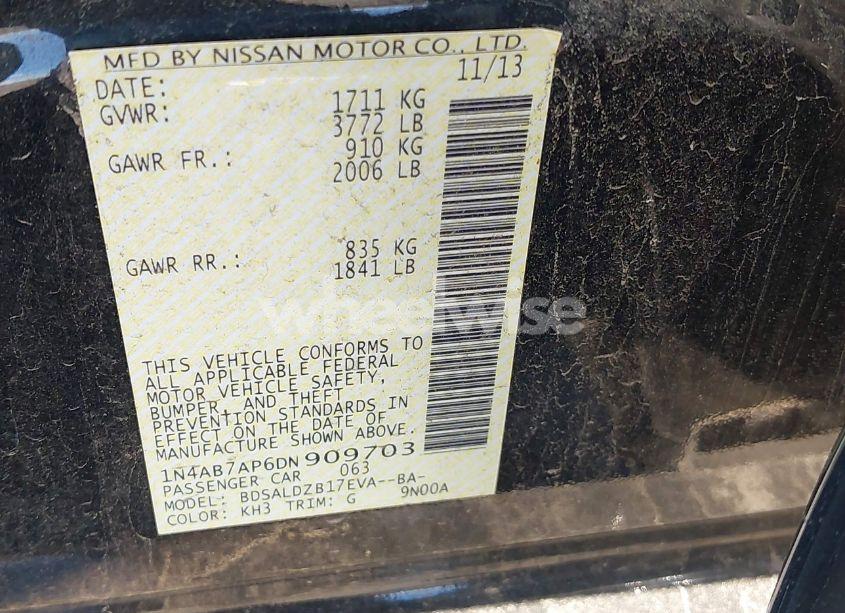 MFD BY NISSAN MOTOR CO., LTD.
DATE: 11/13
GVWR: 1711 KG
3772 LB
GAWR FR.: 910 KG
2006 LB
GAWR RR.: 835 KG
1841 LB
THIS VEHICLE CONFORMS TO
ALL APPLICABLE FEDERAL
MOTOR VEHICLE SAFETY,
BUMPER, AND THEFT
PREVENTION STANDARDS IN
EFFECT ON THE DATE OF
MANUFACTURE SHOWN ABOVE.
1N4AB7AP6DN909703
PASSENGER CAR 063
MODEL: BDSALDZB17EVA--BA-
COLOR: KH3 TRIM: G 9N00A
wheelwise